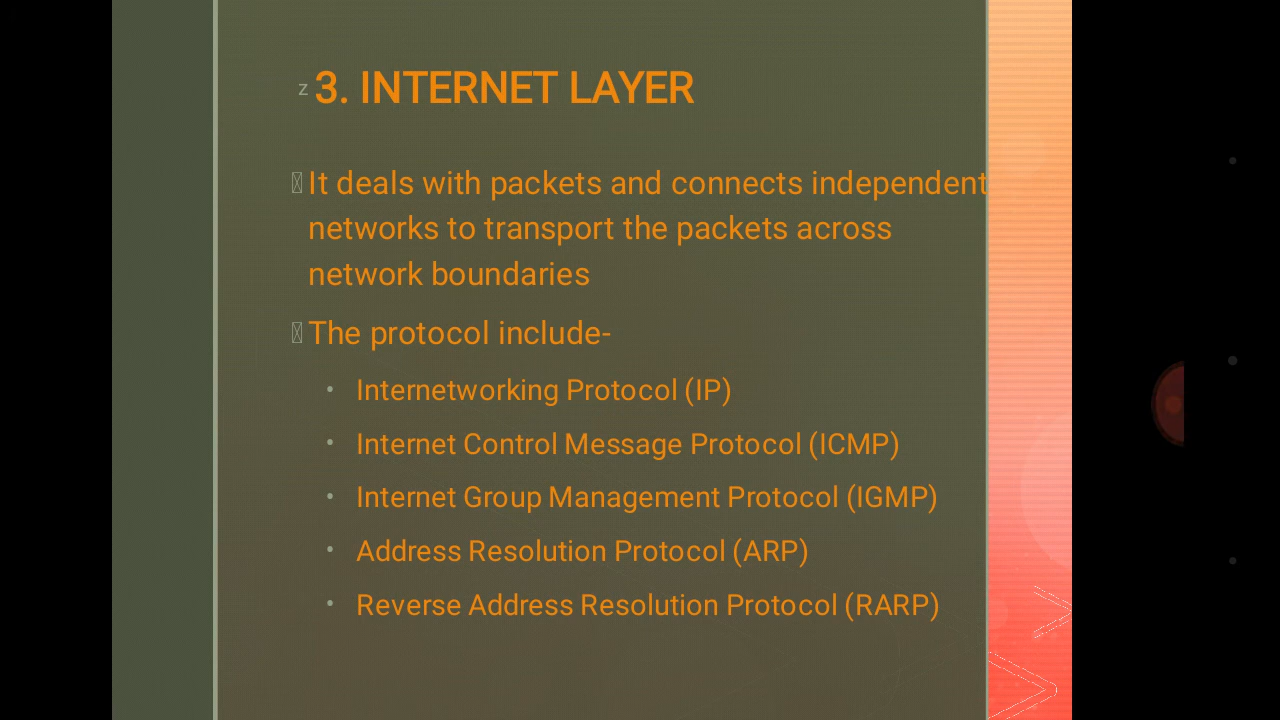 z 3. INTERNET LAYER
It deals with packets and connects independent
networks to transport the packets across
network boundaries
The protocol include-
• Internetworking Protocol (IP)
• Internet Control Message Protocol (ICMP)
• Internet Group Management Protocol (IGMP)
• Address Resolution Protocol (ARP)
• Reverse Address Resolution Protocol (RARP)